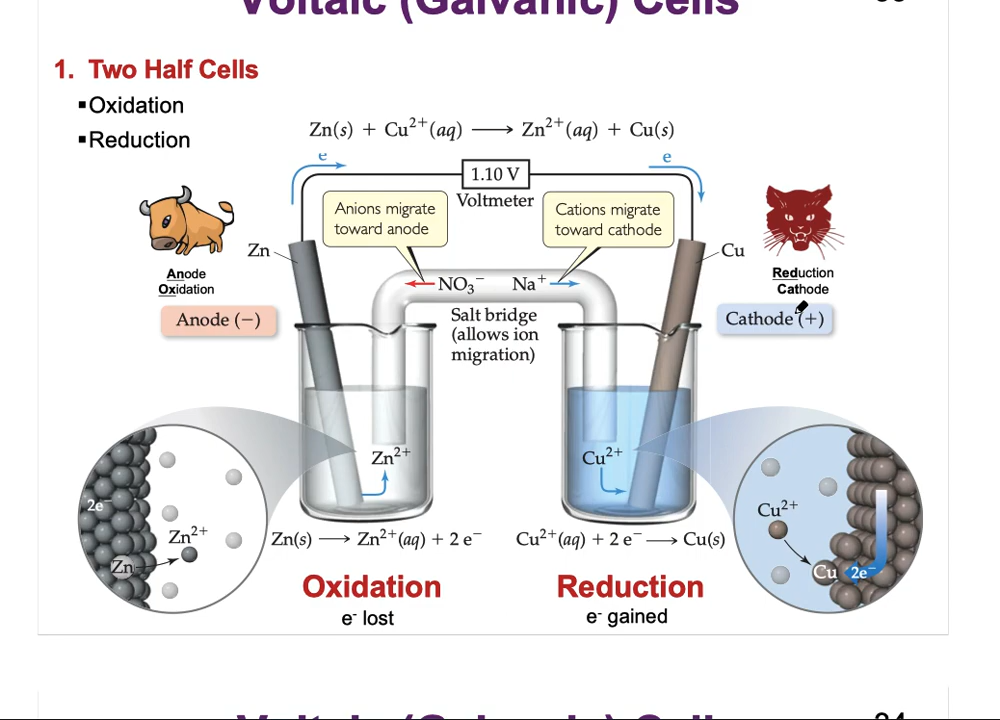 Voltaic (Galvanic) Cells
1. Two Half Cells
▪Oxidation
▪Reduction
Zn(s) + Cu²⁺(aq) ⟶ Zn²⁺(aq) + Cu(s)
e
e
1.10 V
Voltmeter
Anions migrate
toward anode
Cations migrate
toward cathode
Zn
Cu
Anode
Oxidation
Reduction
Cathode
NO₃⁻
Na⁺
Anode (−)
Cathode (+)
Salt bridge
(allows ion
migration)
Zn²⁺
Cu²⁺
2e⁻
Zn²⁺
Zn
Cu²⁺
Cu 2e⁻
Zn(s) ⟶ Zn²⁺(aq) + 2 e⁻
Cu²⁺(aq) + 2 e⁻ ⟶ Cu(s)
Oxidation
Reduction
e⁻ lost
e⁻ gained